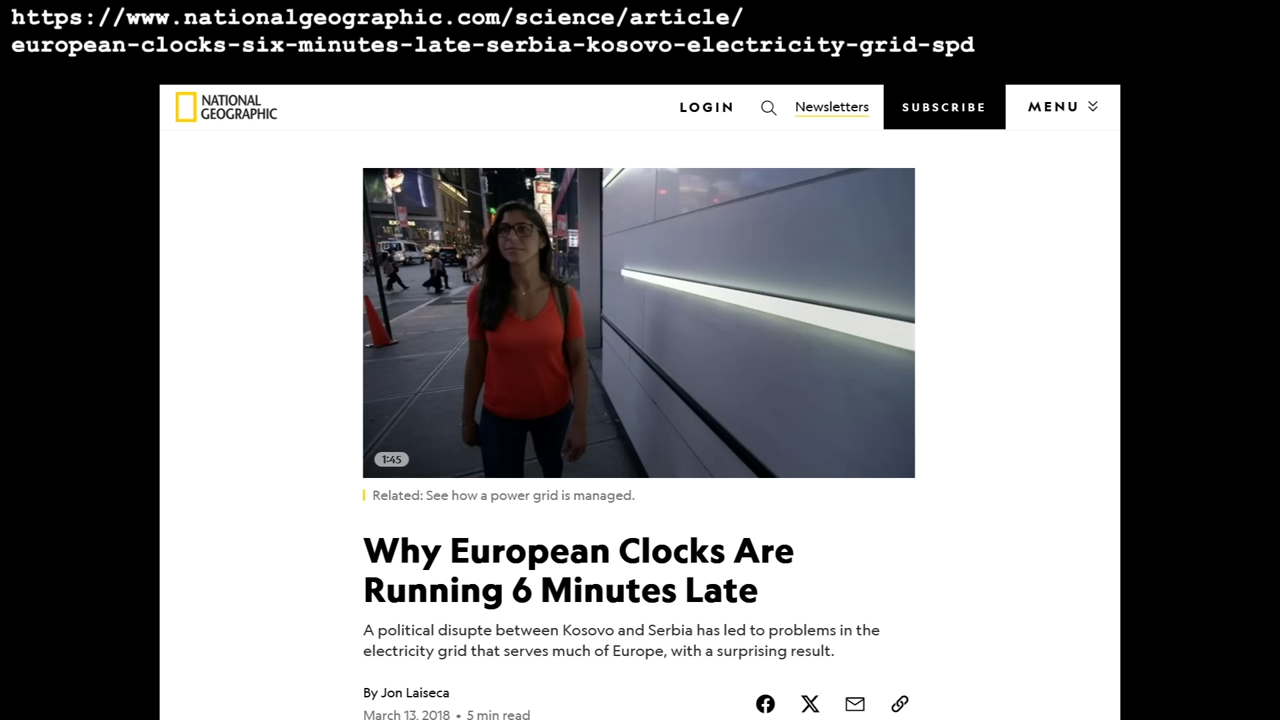 https://www.nationalgeographic.com/science/article/
european-clocks-six-minutes-late-serbia-kosovo-electricity-grid-spd
NATIONAL
GEOGRAPHIC
LOGIN
Newsletters
SUBSCRIBE
MENU
1:45
Related: See how a power grid is managed.
Why European Clocks Are
Running 6 Minutes Late
A political disupte between Kosovo and Serbia has led to problems in the
electricity grid that serves much of Europe, with a surprising result.
By Jon Laiseca
March 13, 2018 • 5 min read